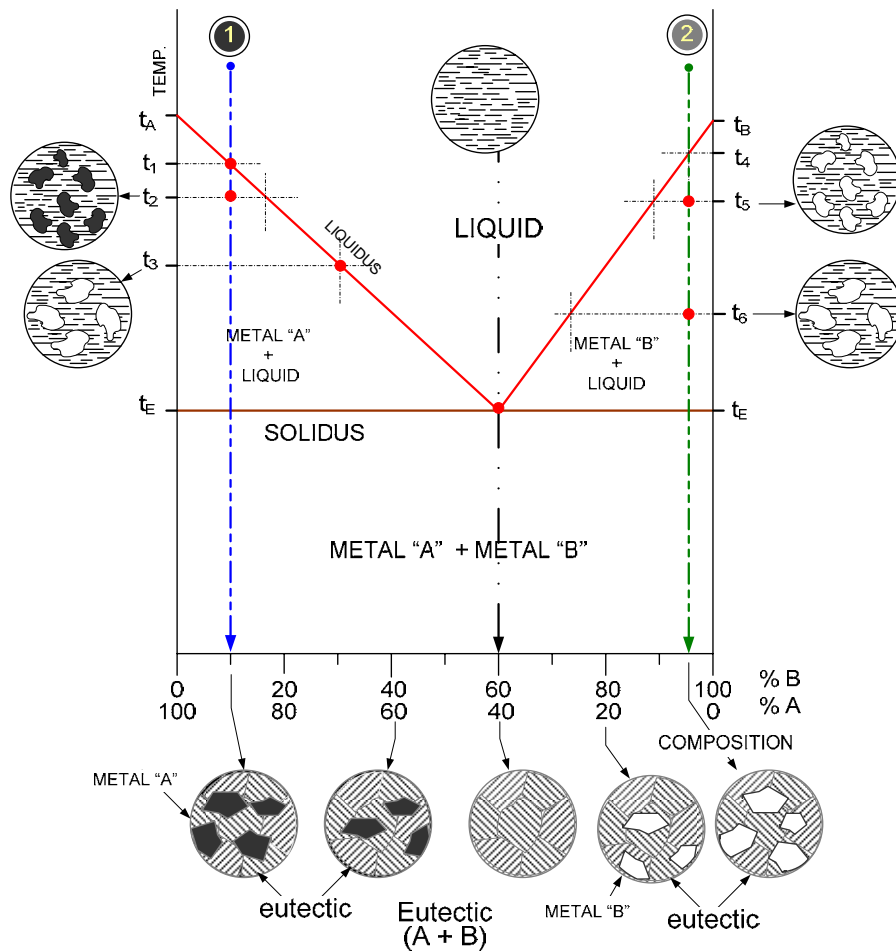 1
2
TEMP.
tA
tB
t1
t4
t2
t5
LIQUID
LIQUIDUS
t3
t6
METAL “A”
+
LIQUID
METAL “B”
+
LIQUID
tE
tE
SOLIDUS
METAL “A” + METAL “B”
0 20 40 60 80 100 % B
100 80 60 40 20 0 % A
COMPOSITION
METAL “A”
eutectic
Eutectic
(A + B)
METAL “B”
eutectic